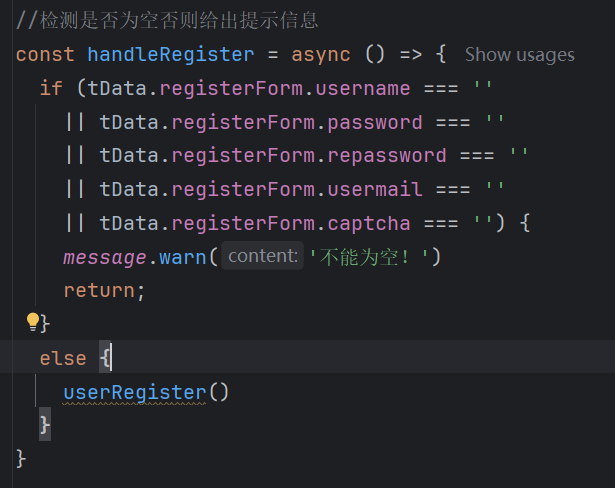 //检测是否为空否则给出提示信息
const handleRegister = async () => { Show usages
if (tData.registerForm.username === ''
|| tData.registerForm.password === ''
|| tData.registerForm.repassword === ''
|| tData.registerForm.usermail === ''
|| tData.registerForm.captcha === '') {
message.warn( content: '不能为空！')
return;
}
else {
userRegister()
}
}